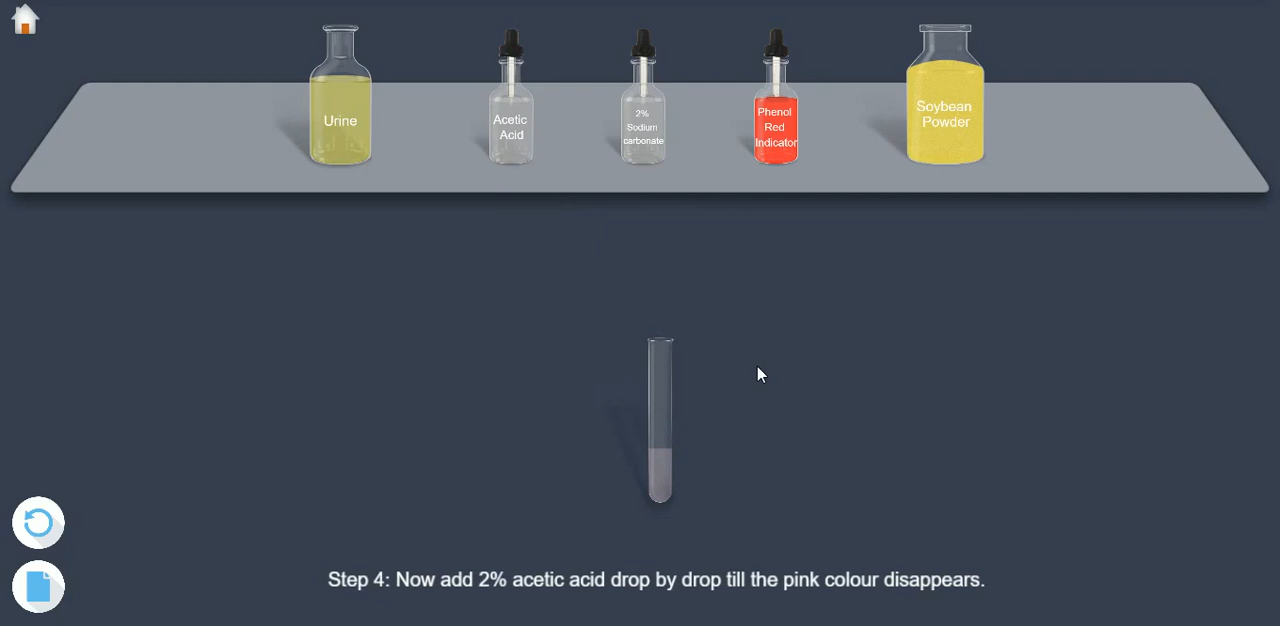 Urine
Acetic
Acid
2%
Sodium
carbonate
Phenol
Red
Indicator
Soybean
Powder
Step 4: Now add 2% acetic acid drop by drop till the pink colour disappears.